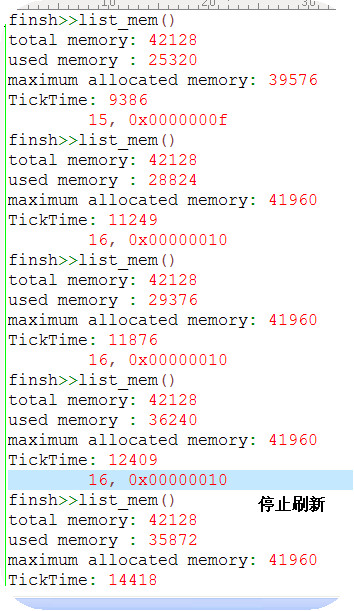 10 20 30
finsh>>list_mem()
total memory: 42128
used memory : 25320
maximum allocated memory: 39576
TickTime: 9386
15, 0x0000000f
finsh>>list_mem()
total memory: 42128
used memory : 28824
maximum allocated memory: 41960
TickTime: 11249
16, 0x00000010
finsh>>list_mem()
total memory: 42128
used memory : 29376
maximum allocated memory: 41960
TickTime: 11876
16, 0x00000010
finsh>>list_mem()
total memory: 42128
used memory : 36240
maximum allocated memory: 41960
TickTime: 12409
16, 0x00000010
finsh>>list_mem()
停止刷新
total memory: 42128
used memory : 35872
maximum allocated memory: 41960
TickTime: 14418